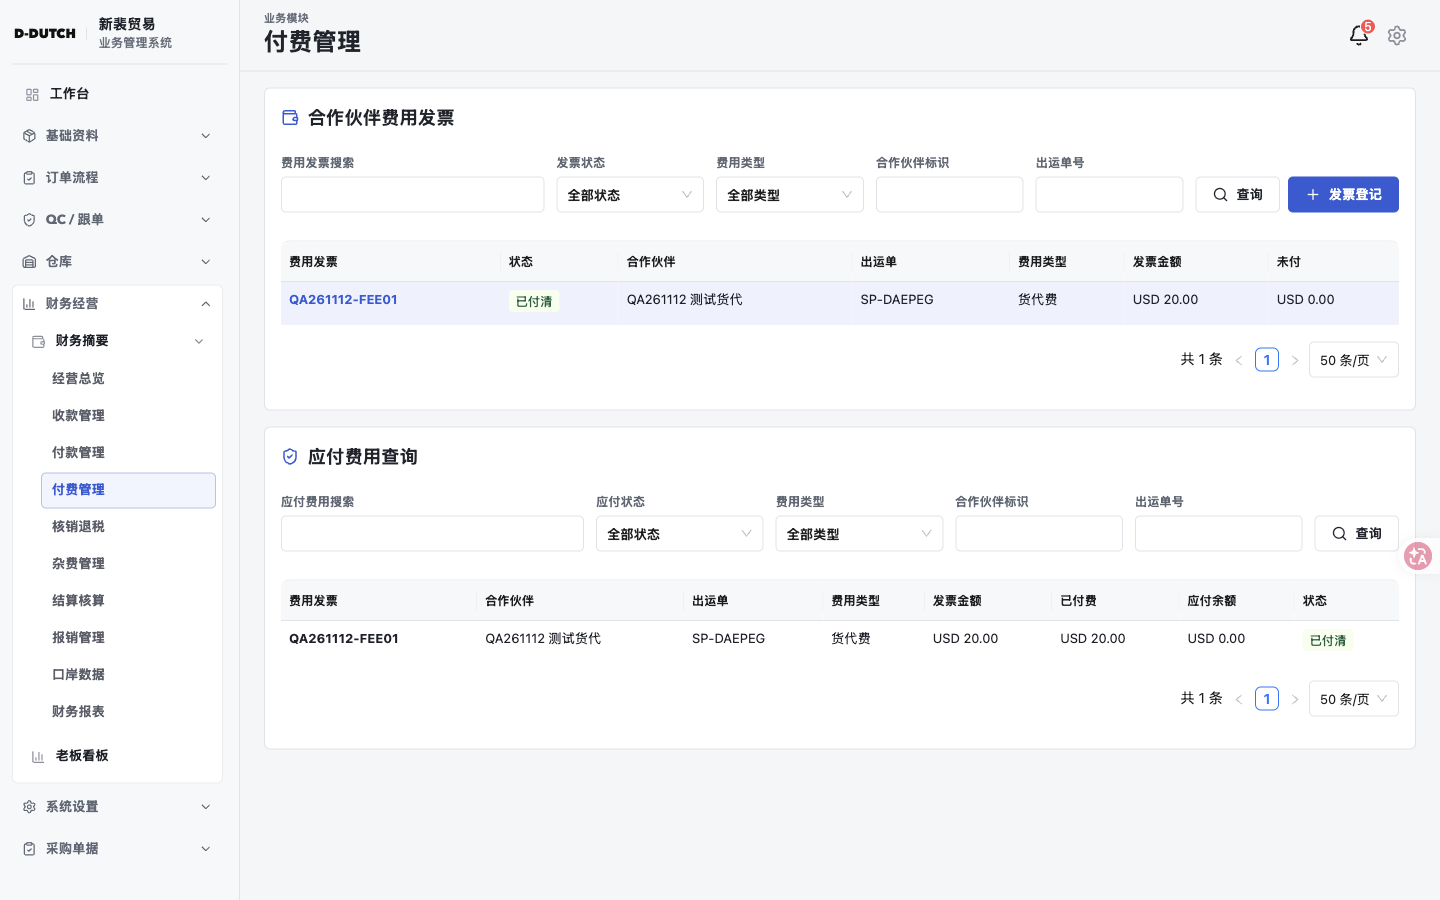 D-DUTCH
新裴贸易
业务管理系统
工作台
基础资料
订单流程
QC / 跟单
仓库
财务经营
财务摘要
经营总览
收款管理
付款管理
付费管理
核销退税
杂费管理
结算核算
报销管理
口岸数据
财务报表
老板看板
系统设置
采购单据
业务模块
付费管理
5
合作伙伴费用发票
费用发票搜索 发票状态 费用类型 合作伙伴标识 出运单号
全部状态 全部类型 查询 发票登记
费用发票 状态 合作伙伴 出运单 费用类型 发票金额 未付
QA261112-FEE01 已付清 QA261112 测试货代 SP-DAEPEG 货代费 USD 20.00 USD 0.00
共 1 条 1 50 条/页
应付费用查询
应付费用搜索 应付状态 费用类型 合作伙伴标识 出运单号
全部状态 全部类型 查询
费用发票 合作伙伴 出运单 费用类型 发票金额 已付费 应付余额 状态
QA261112-FEE01 QA261112 测试货代 SP-DAEPEG 货代费 USD 20.00 USD 20.00 USD 0.00 已付清
共 1 条 1 50 条/页